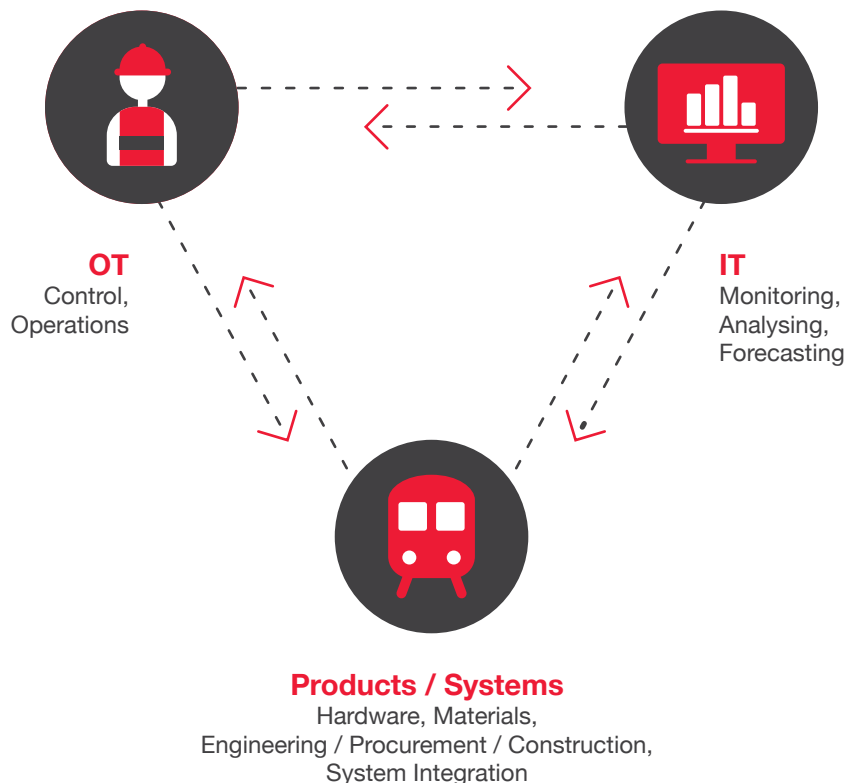 OT
Control,
Operations
IT
Monitoring,
Analysing,
Forecasting
Products / Systems
Hardware, Materials,
Engineering / Procurement / Construction,
System Integration